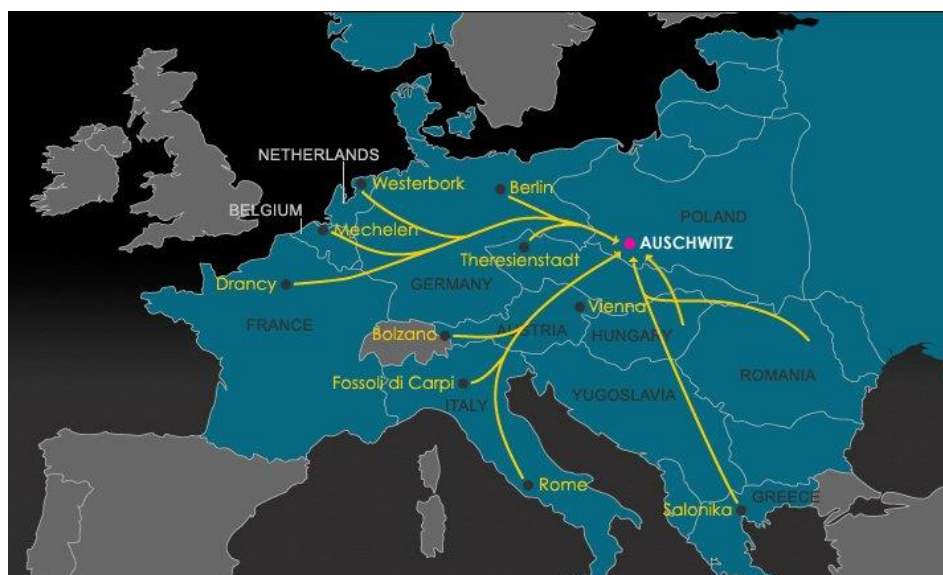 NETHERLANDS
Westerbork
Berlin
BELGIUM
POLAND
Mechelen
AUSCHWITZ
Theresienstadt
Drancy
GERMANY
Vienna
FRANCE
Bolzano
AUSTRIA
HUNGARY
ROMANIA
Fossoli di Carpi
YUGOSLAVIA
ITALY
Rome
GREECE
Salonika